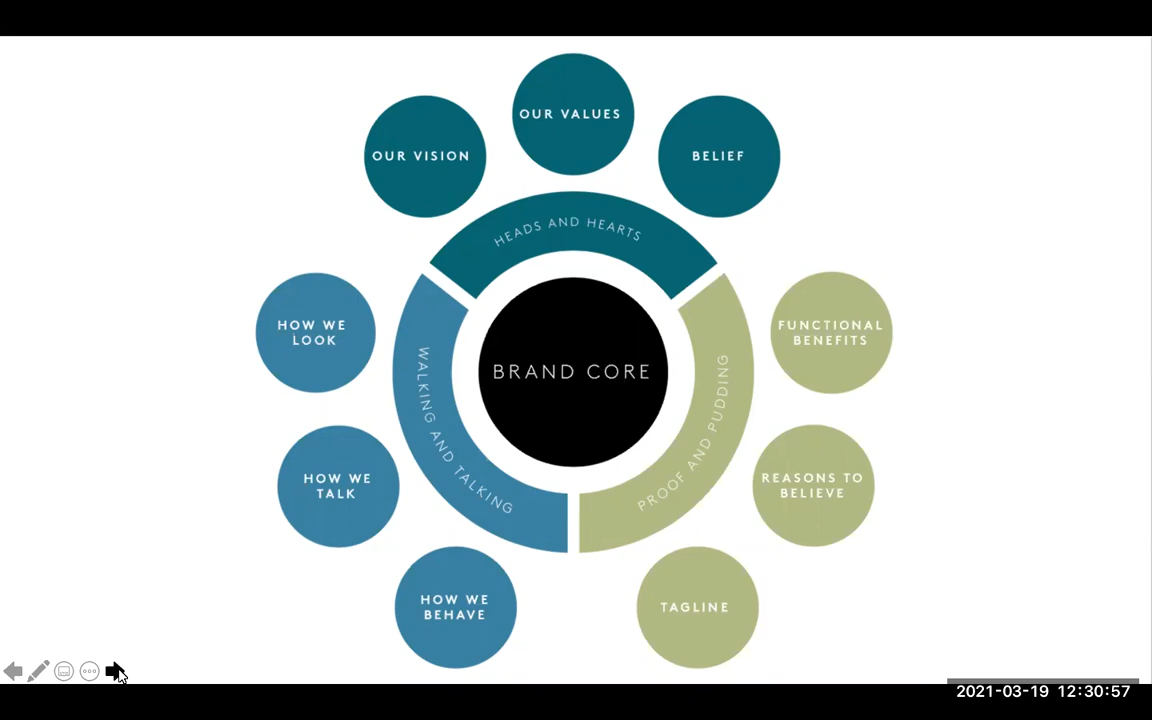 OUR VALUES
OUR VISION
BELIEF
HEADS AND HEARTS
HOW WE
LOOK
FUNCTIONAL
BENEFITS
BRAND CORE
WALKING AND TALKING
PROOF AND PUDDING
HOW WE
TALK
REASONS TO
BELIEVE
HOW WE
BEHAVE
TAGLINE
2021-03-19 12:30:57